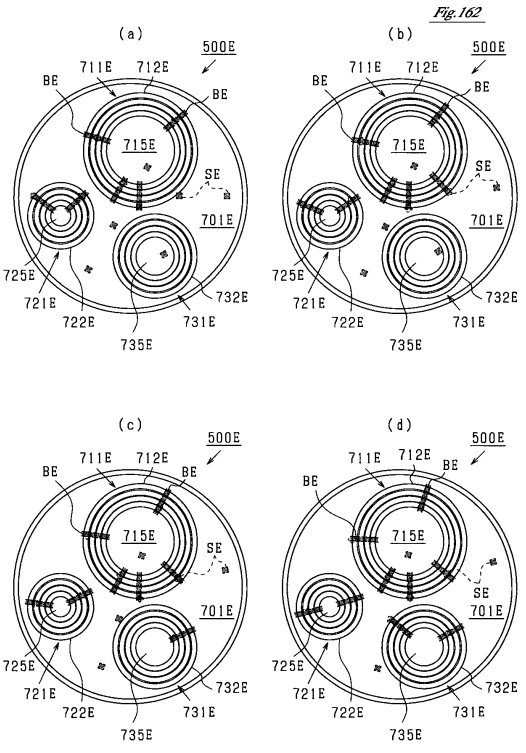 Fig.162
(a)
500E
711E
712E
BE
BE
715E
SE
701E
725E
721E
722E
732E
731E
735E
(b)
500E
711E
712E
BE
BE
715E
SE
701E
725E
721E
722E
732E
731E
735E
(c)
500E
711E
712E
BE
BE
715E
SE
701E
725E
721E
722E
732E
731E
735E
(d)
500E
712E
711E
BE
BE
715E
SE
701E
725E
721E
722E
732E
731E
735E